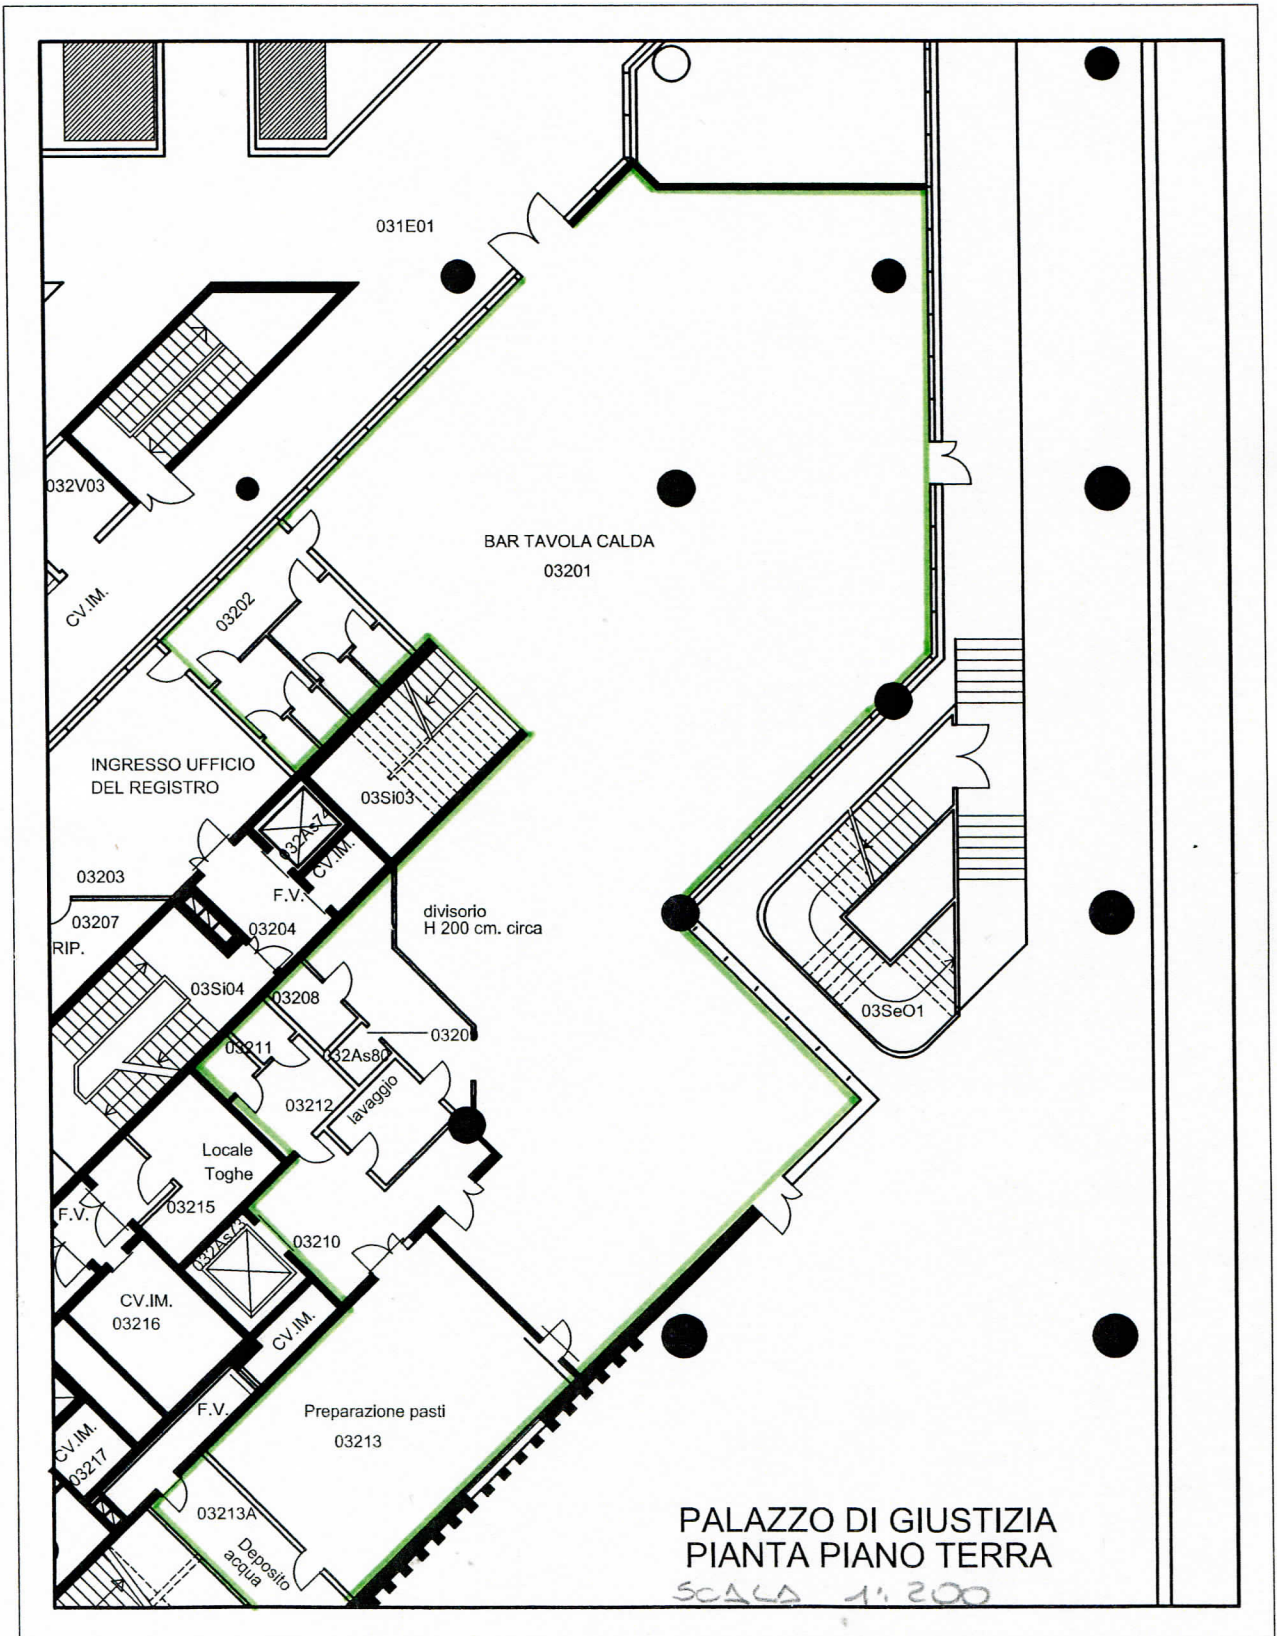 031E01
032V03
CV.IM.
BAR TAVOLA CALDA
03201
03202
INGRESSO UFFICIO
DEL REGISTRO
03Si03
032As74
CV.IM.
03203
F.V.
03207
RIP.
03204
divisorio
H 200 cm. circa
03Si04
03208
03SeO1
0320
03211
032As80
lavaggio
03212
Locale
Toghe
03215
F.V.
032As73
03210
CV.IM.
03216
CV.IM.
F.V.
Preparazione pasti
03213
CV.IM.
03217
03213A
Deposito
acqua
PALAZZO DI GIUSTIZIA
PIANTA PIANO TERRA
SCALA 1:200